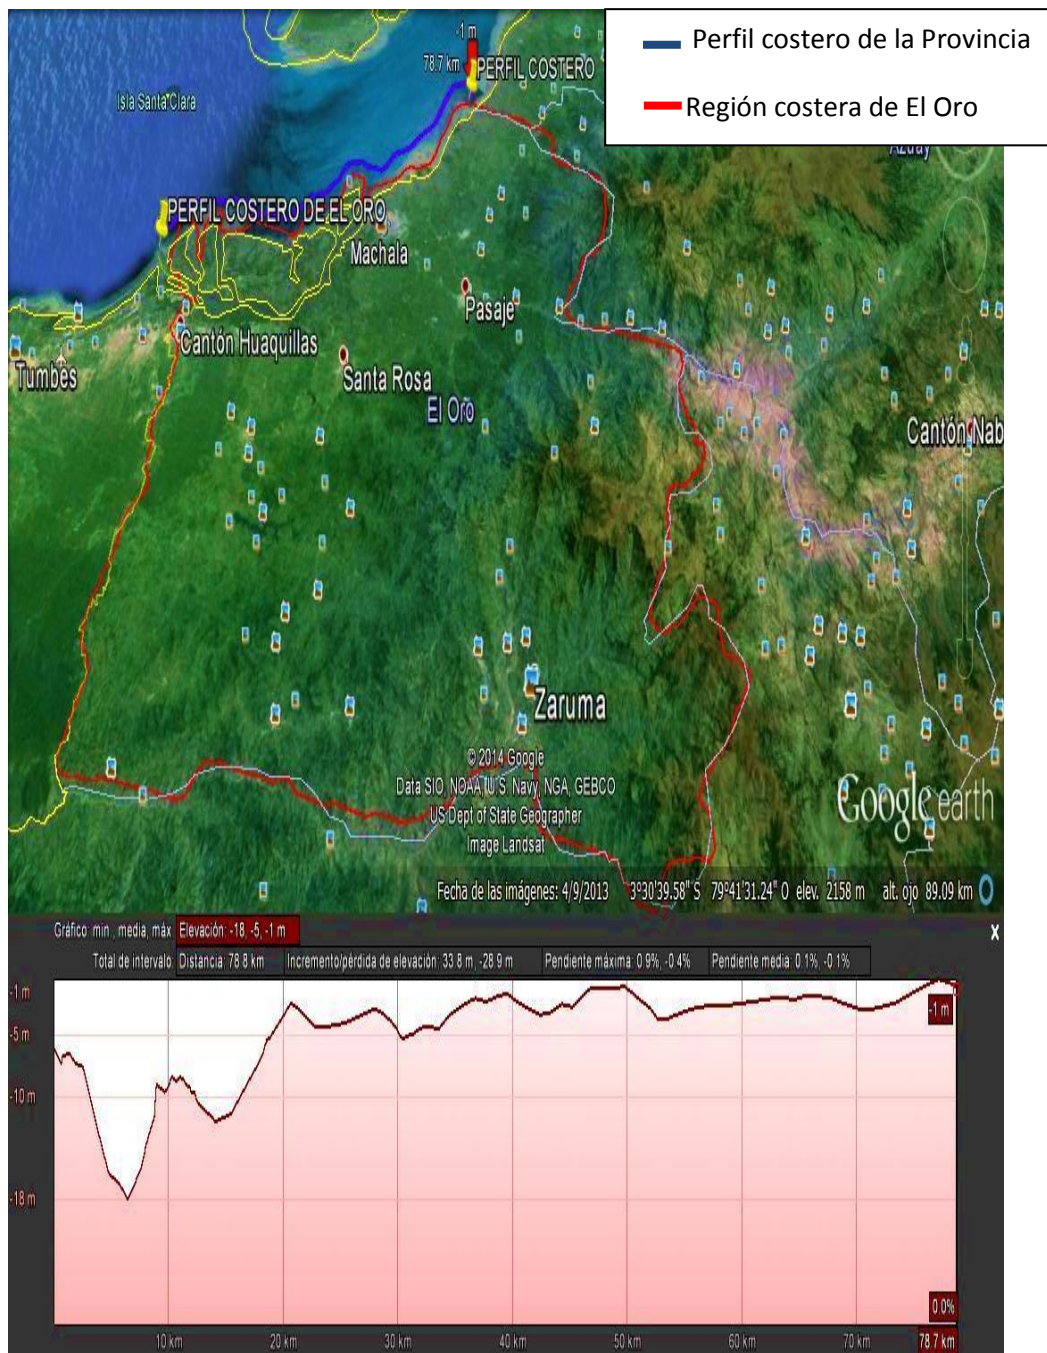 Perfil costero de la Provincia
Región costera de El Oro
-1 m
78.7 km
PERFIL COSTERO
Isla Santa Clara
Azuay
PERFIL COSTERO DE EL ORO
Machala
Pasaje
Cantón Huaquillas
Tumbes
Santa Rosa
El Oro
Cantón Nab
Zaruma
© 2014 Google
Data SIO, NOAA, U.S. Navy, NGA, GEBCO
US Dept of State Geographer
Image Landsat
Google earth
Fecha de las imágenes: 4/9/2013 3°30'39.58" S 79°41'31.24" O elev. 2158 m alt. ojo 89.09 km
Gráfico: min., media, máx Elevación: -18, -5, -1 m
X
Total de intervalo: Distancia: 78.8 km Incremento/pérdida de elevación: 33.8 m, -28.9 m Pendiente máxima: 0.9%, -0.4% Pendiente media: 0.1%, -0.1%
-1 m
-1 m
-5 m
-10 m
-18 m
0.0%
10 km 20 km 30 km 40 km 50 km 60 km 70 km 78.7 km